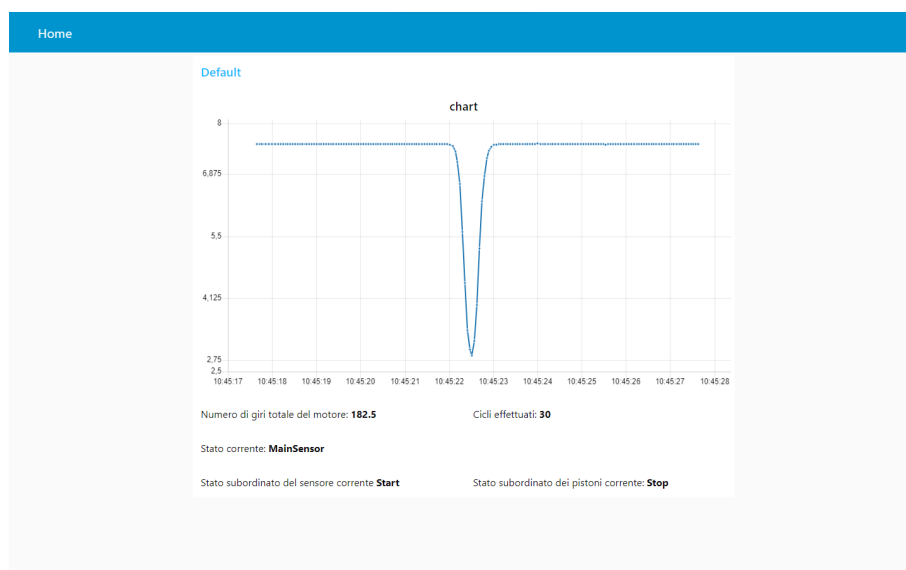 Home
Default
chart
8
6,875
5,5
4,125
2,75
2,5
10:45:17 10:45:18 10:45:19 10:45:20 10:45:21 10:45:22 10:45:23 10:45:24 10:45:25 10:45:26 10:45:27 10:45:28
Numero di giri totale del motore: 182.5 Cicli effettuati: 30
Stato corrente: MainSensor
Stato subordinato del sensore corrente Start Stato subordinato dei pistoni corrente: Stop